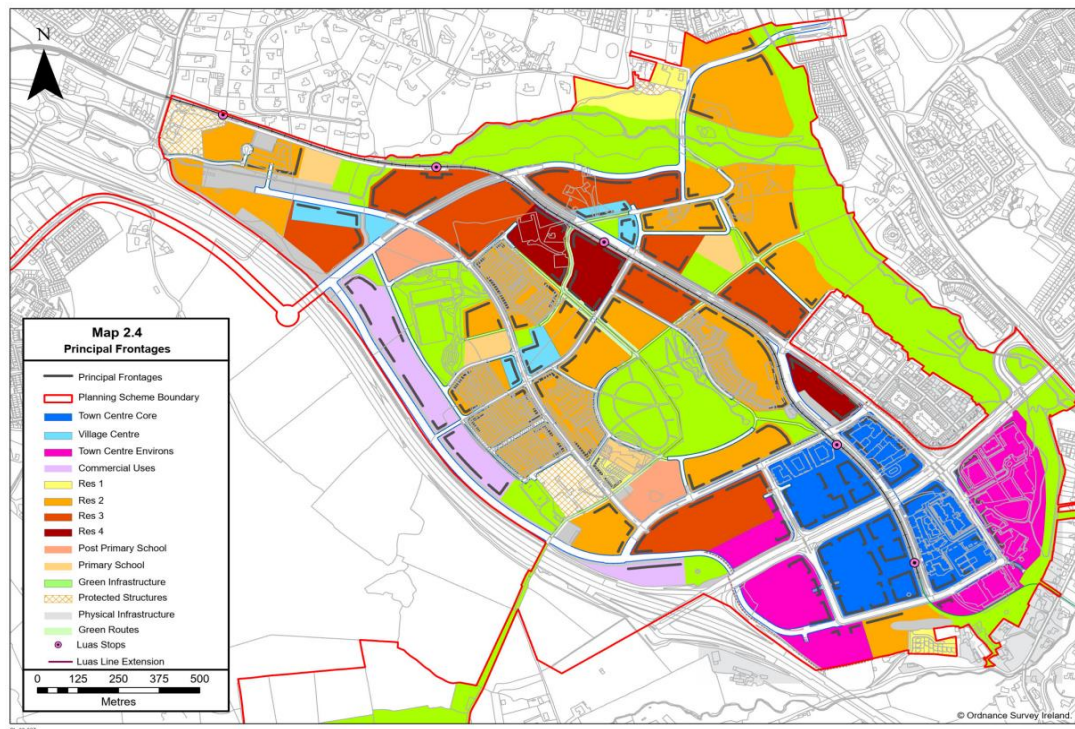 N
Map 2.4
Principal Frontages
Principal Frontages
Planning Scheme Boundary
Town Centre Core
Village Centre
Town Centre Environs
Commercial Uses
Res 1
Res 2
Res 3
Res 4
Post Primary School
Primary School
Green Infrastructure
Protected Structures
Physical Infrastructure
Green Routes
Luas Stops
Luas Line Extension
0 125 250 375 500
Metres
© Ordnance Survey Ireland.